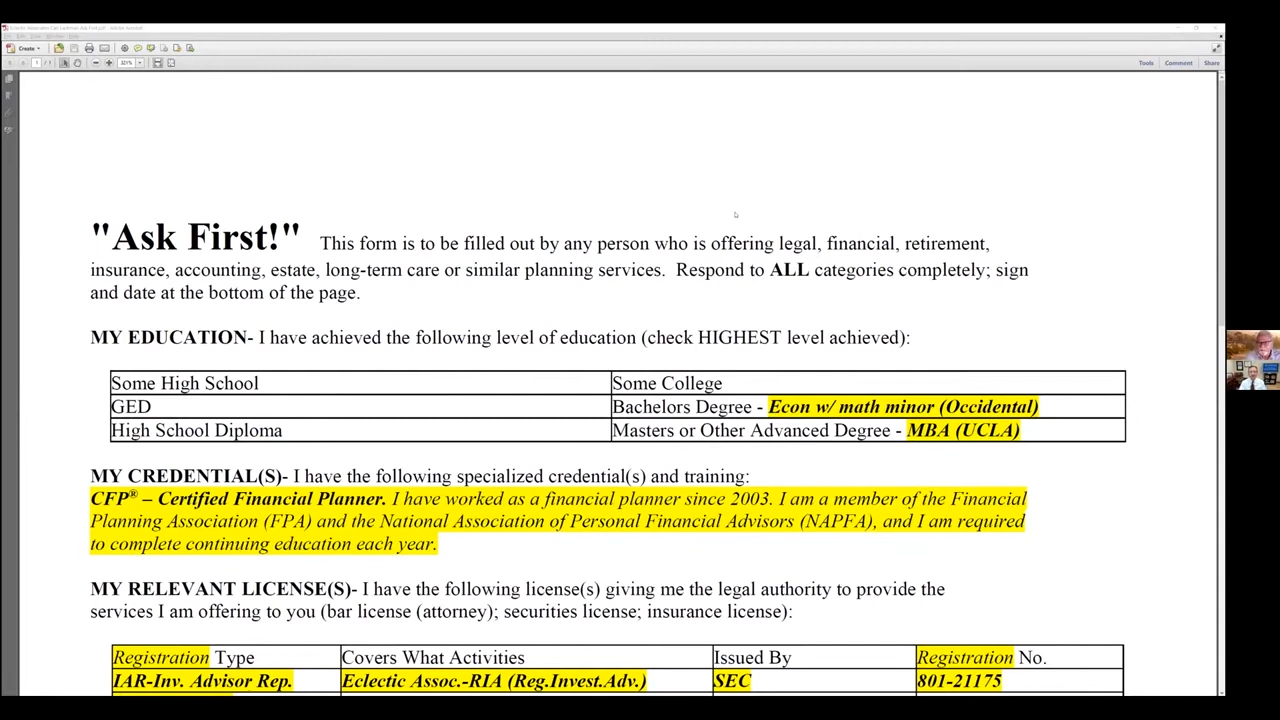 Create
1
/ 1
321%
Tools
Comment
Share
"Ask First!" This form is to be filled out by any person who is offering legal, financial, retirement,
insurance, accounting, estate, long-term care or similar planning services. Respond to ALL categories completely; sign
and date at the bottom of the page.
MY EDUCATION- I have achieved the following level of education (check HIGHEST level achieved):
Some High School
Some College
GED
Bachelors Degree - Econ w/ math minor (Occidental)
High School Diploma
Masters or Other Advanced Degree - MBA (UCLA)
MY CREDENTIAL(S)- I have the following specialized credential(s) and training:
CFP® – Certified Financial Planner. I have worked as a financial planner since 2003. I am a member of the Financial
Planning Association (FPA) and the National Association of Personal Financial Advisors (NAPFA), and I am required
to complete continuing education each year.
MY RELEVANT LICENSE(S)- I have the following license(s) giving me the legal authority to provide the
services I am offering to you (bar license (attorney); securities license; insurance license):
Registration Type
Covers What Activities
Issued By
Registration No.
IAR-Inv. Advisor Rep.
Eclectic Assoc.-RIA (Reg.Invest.Adv.)
SEC
801-21175